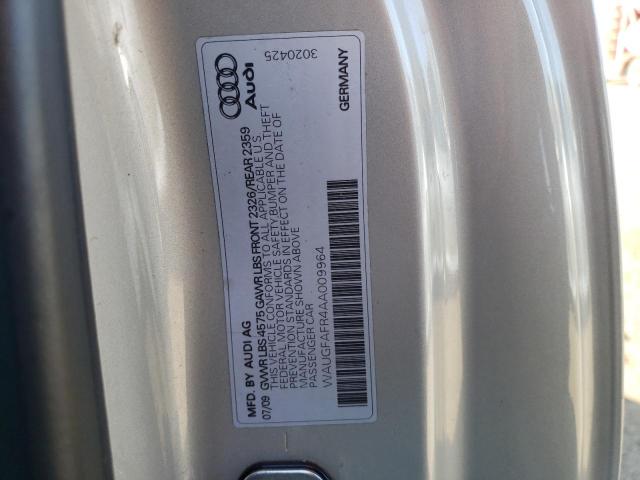 MFD. BY AUDI AG
07/09 GVWR LBS 4575 GAWR LBS FRONT 2326/REAR 2359
THIS VEHICLE CONFORMS TO ALL APPLICABLE U S
FEDERAL MOTOR VEHICLE SAFETY BUMPER AND THEFT
PREVENTION STANDARDS IN EFFECT ON THE DATE OF
MANUFACTURE SHOWN ABOVE
PASSENGER CAR
WAUGFAFR4AA009964
3020425
Audi
GERMANY